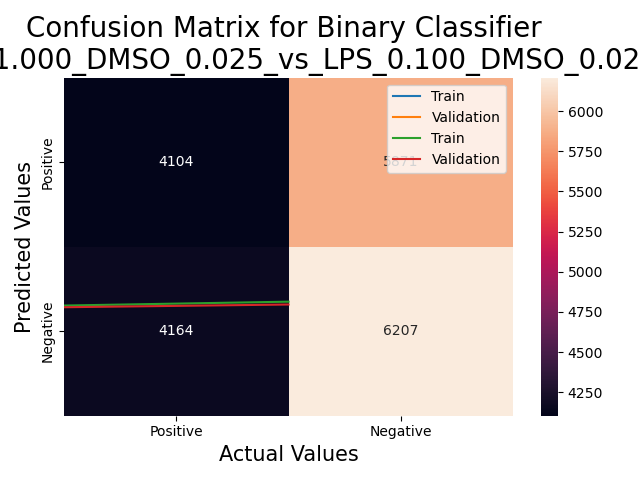 Confusion Matrix for Binary Classifier
1.000_DMSO_0.025_vs_LPS_0.100_DMSO_0.02
Train
Validation
Train
Validation
4104
4164
6207
Positive
Negative
Predicted Values
Positive
Negative
Actual Values
6000
5750
5500
5250
5000
4750
4500
4250